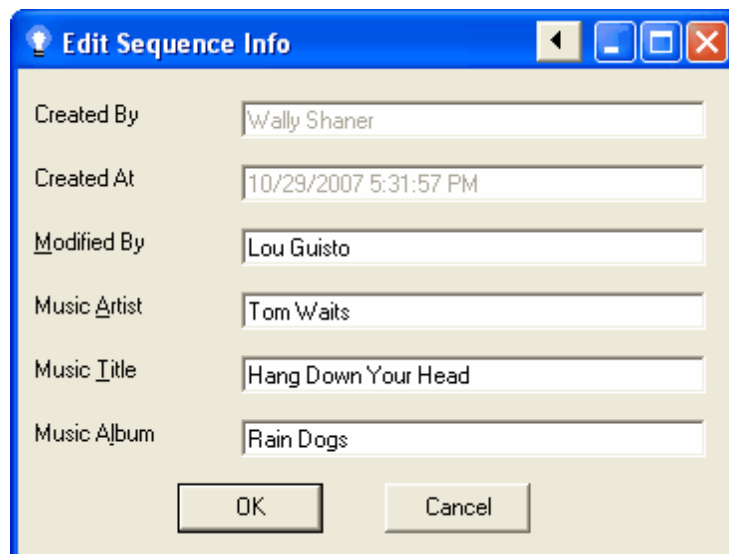 Edit Sequence Info
Created By Wally Shaner
Created At 10/29/2007 5:31:57 PM
Modified By Lou Guisto
Music Artist Tom Waits
Music Title Hang Down Your Head
Music Album Rain Dogs
OK Cancel